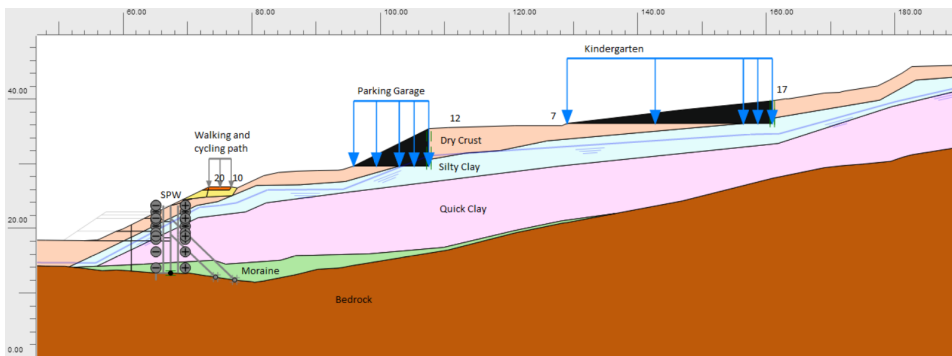 60.00 80.00 100.00 120.00 140.00 160.00 180.00
Kindergarten
Parking Garage
40.00
17
12
7
Walking and
cycling path
Dry Crust
Silty Clay
20 10
SPW
Quick Clay
20.00
Moraine
Bedrock
0.00